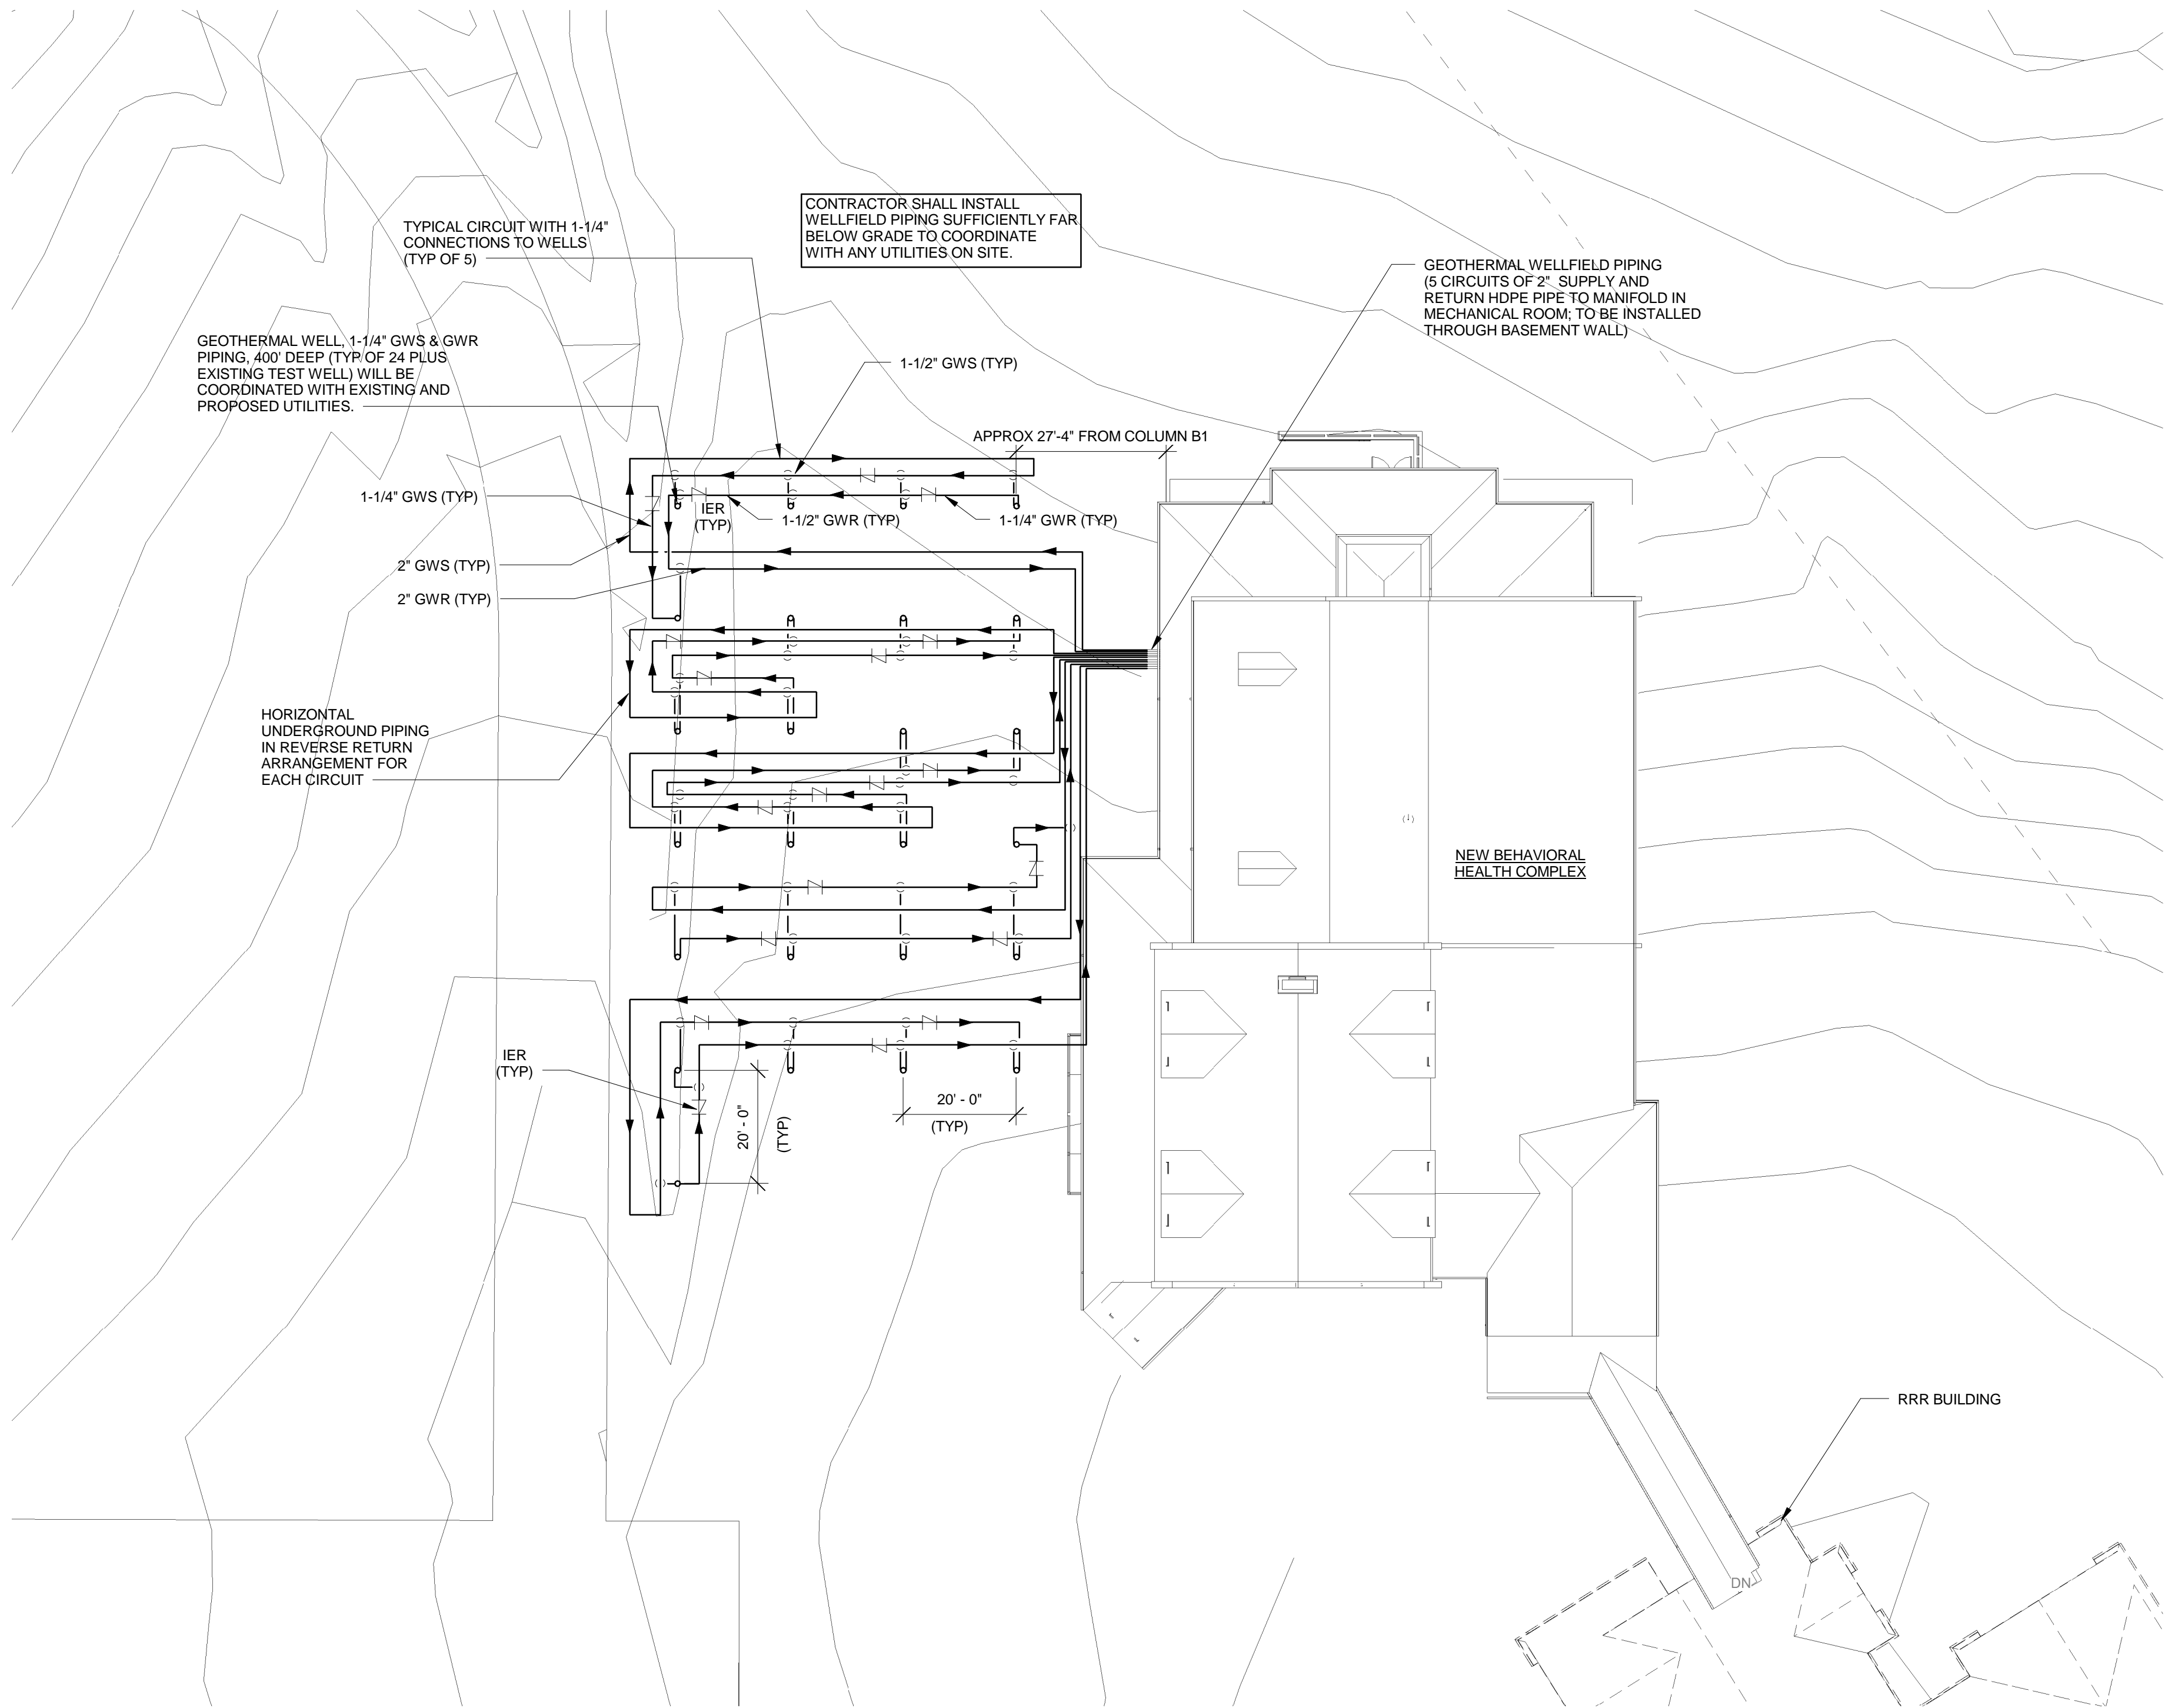 CONTRACTOR SHALL INSTALL
WELLFIELD PIPING SUFFICIENTLY FAR
BELOW GRADE TO COORDINATE
WITH ANY UTILITIES ON SITE.
TYPICAL CIRCUIT WITH 1-1/4"
CONNECTIONS TO WELLS
(TYP OF 5)
GEOTHERMAL WELLFIELD PIPING
(5 CIRCUITS OF 2" SUPPLY AND
RETURN HDPE PIPE TO MANIFOLD IN
MECHANICAL ROOM; TO BE INSTALLED
THROUGH BASEMENT WALL)
GEOTHERMAL WELL, 1-1/4" GWS & GWR
PIPING, 400' DEEP (TYP OF 24 PLUS
EXISTING TEST WELL) WILL BE
COORDINATED WITH EXISTING AND
PROPOSED UTILITIES.
1-1/2" GWS (TYP)
APPROX 27'-4" FROM COLUMN B1
1-1/4" GWS (TYP)
IER
(TYP)
1-1/2" GWR (TYP)
1-1/4" GWR (TYP)
2" GWS (TYP)
2" GWR (TYP)
HORIZONTAL
UNDERGROUND PIPING
IN REVERSE RETURN
ARRANGEMENT FOR
EACH CIRCUIT
NEW BEHAVIORAL
HEALTH COMPLEX
IER
(TYP)
20' - 0"
(TYP)
20' - 0"
(TYP)
RRR BUILDING
DN